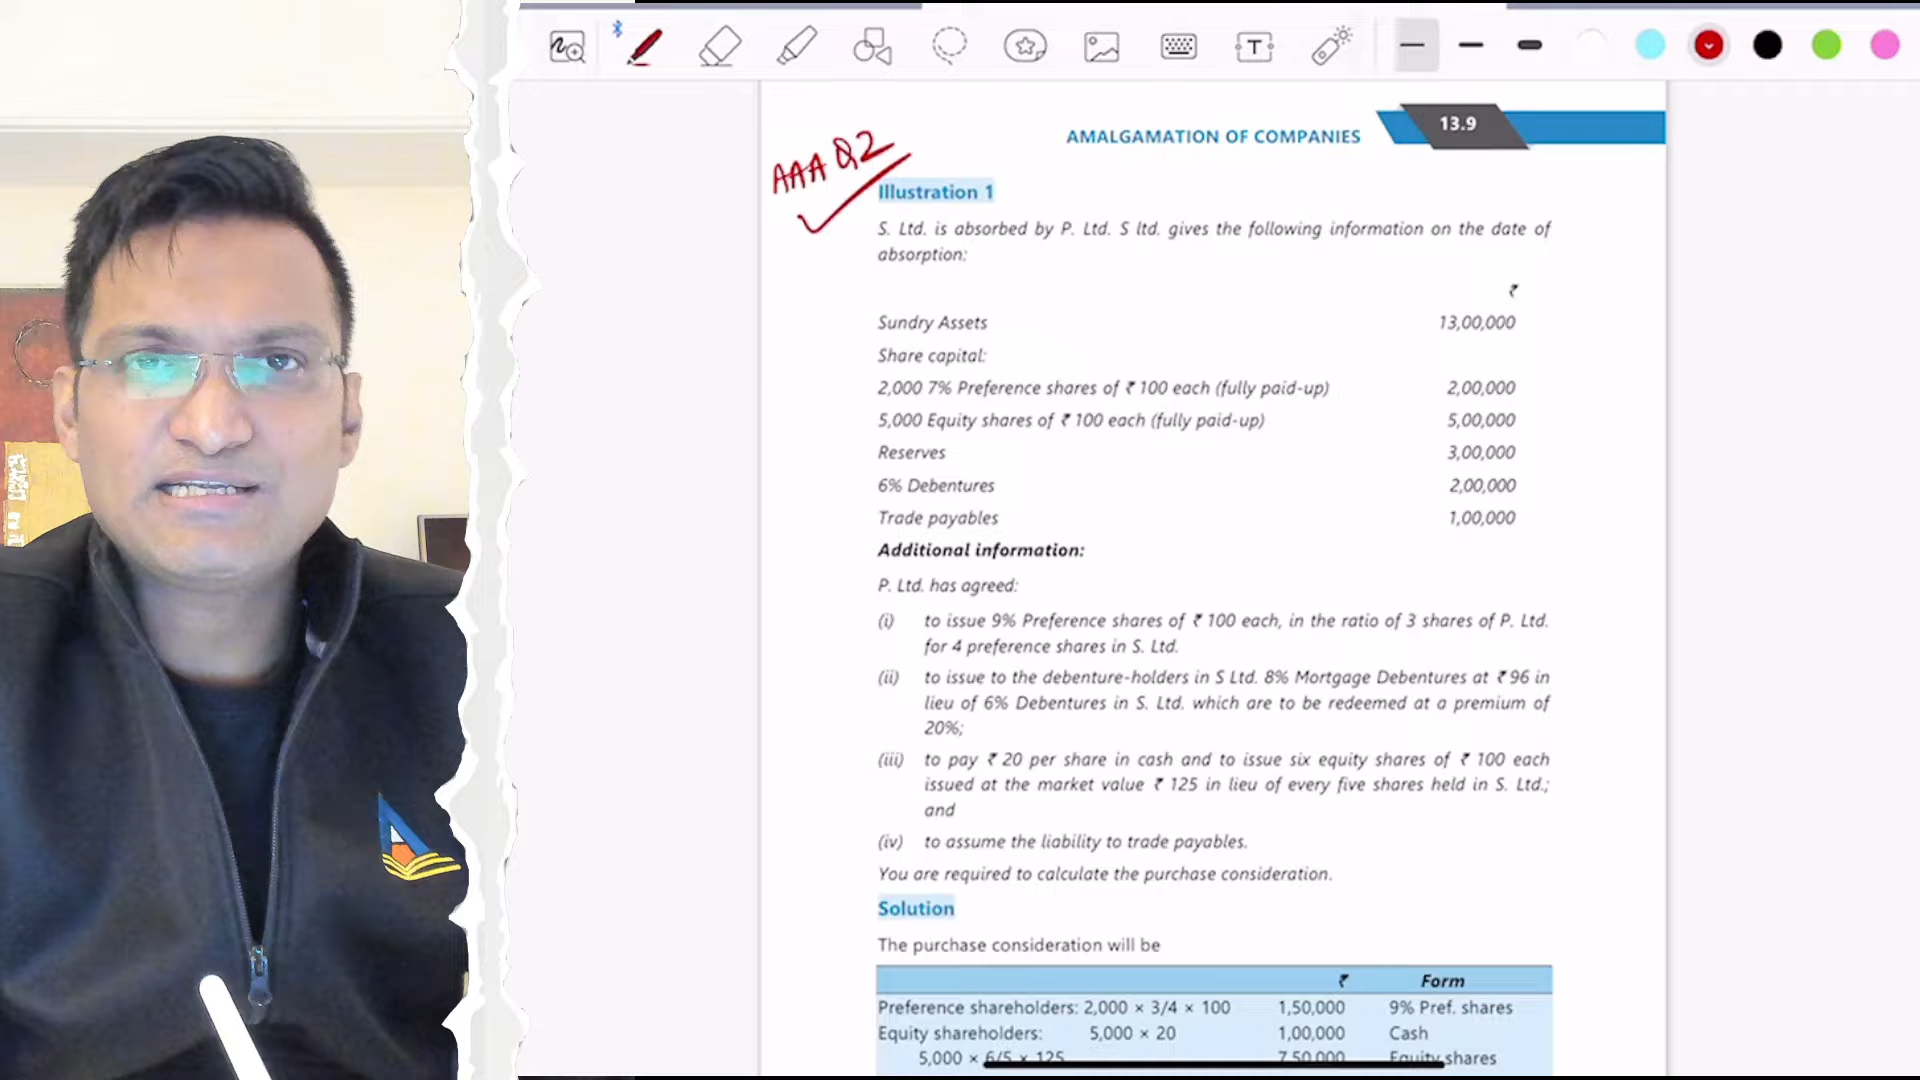 AMALGAMATION OF COMPANIES
13.9
AAA Q2
Illustration 1
S. Ltd. is absorbed by P. Ltd. S ltd. gives the following information on the date of
absorption:
₹
Sundry Assets 13,00,000
Share capital:
2,000 7% Preference shares of ₹ 100 each (fully paid-up) 2,00,000
5,000 Equity shares of ₹ 100 each (fully paid-up) 5,00,000
Reserves 3,00,000
6% Debentures 2,00,000
Trade payables 1,00,000
Additional information:
P. Ltd. has agreed:
(i) to issue 9% Preference shares of ₹ 100 each, in the ratio of 3 shares of P. Ltd.
for 4 preference shares in S. Ltd.
(ii) to issue to the debenture-holders in S Ltd. 8% Mortgage Debentures at ₹ 96 in
lieu of 6% Debentures in S. Ltd. which are to be redeemed at a premium of
20%;
(iii) to pay ₹ 20 per share in cash and to issue six equity shares of ₹ 100 each
issued at the market value ₹ 125 in lieu of every five shares held in S. Ltd.;
and
(iv) to assume the liability to trade payables.
You are required to calculate the purchase consideration.
Solution
The purchase consideration will be
₹ Form
Preference shareholders: 2,000 × 3/4 × 100 1,50,000 9% Pref. shares
Equity shareholders: 5,000 × 20 1,00,000 Cash
5,000 × 6/5 × 125 7,50,000 Equity shares